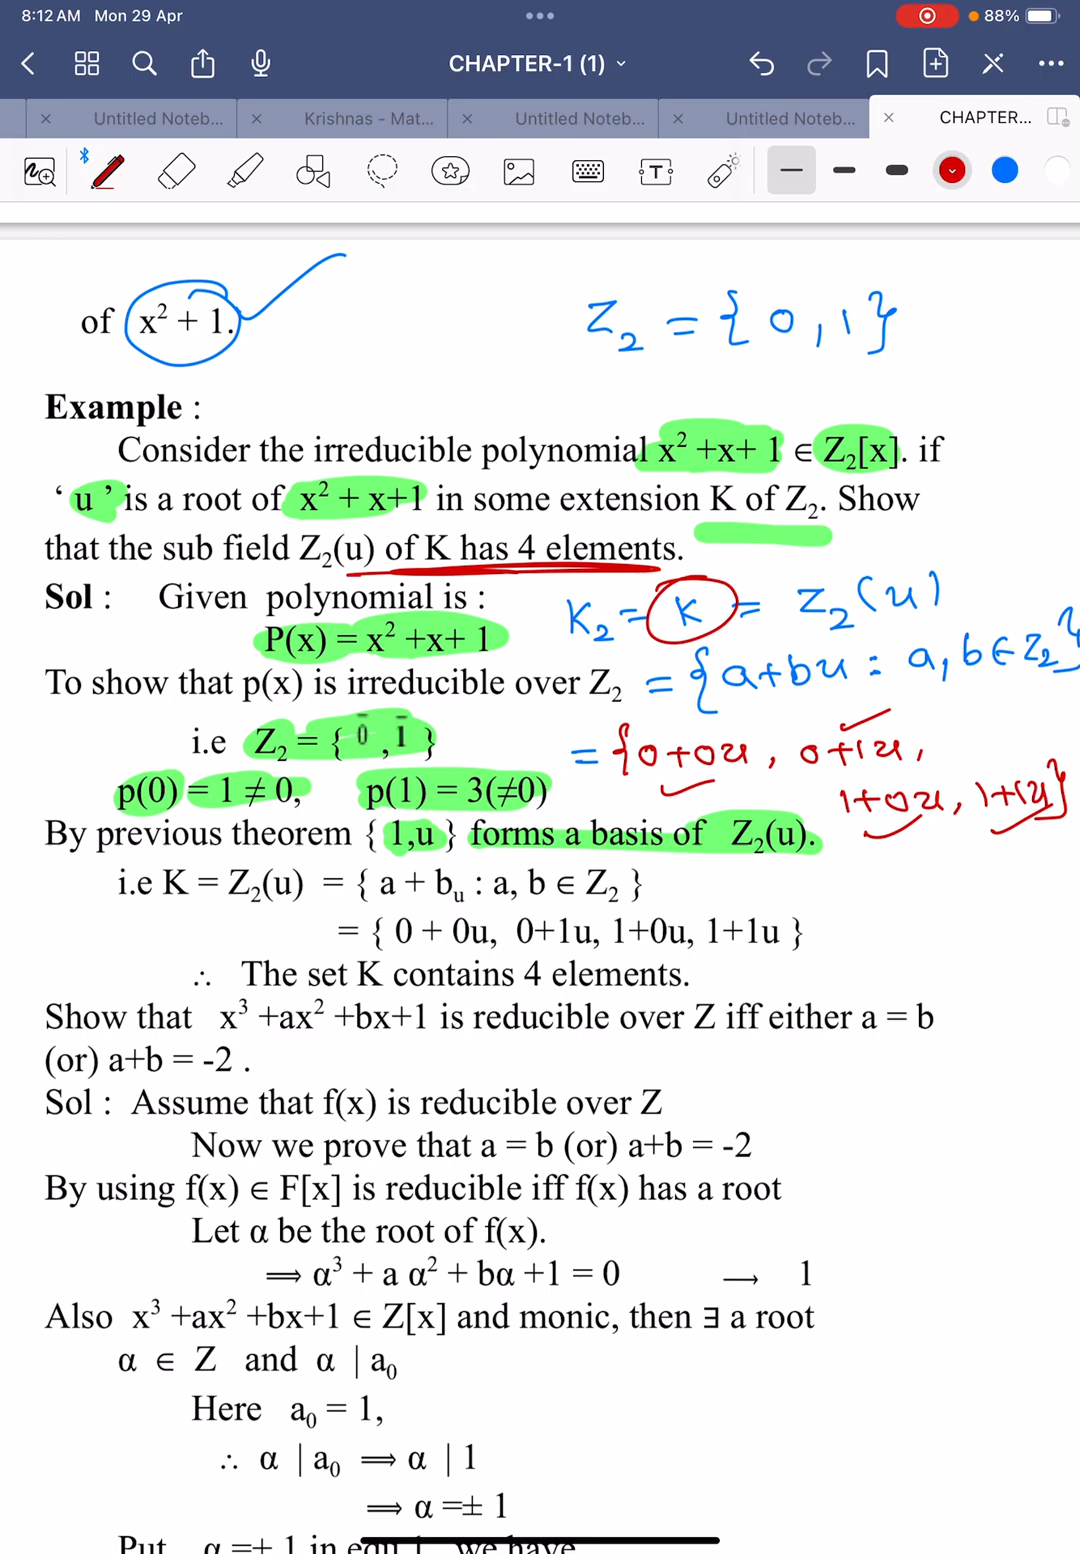 8:12 AM Mon 29 Apr
88%
CHAPTER-1 (1)
Untitled Noteb... Krishnas - Mat... Untitled Noteb... Untitled Noteb... CHAPTER...
of x² + 1.
Z₂ = {0, 1}
Example :
Consider the irreducible polynomial x² +x+ 1 ∈ Z₂[x]. if
‘ u ’ is a root of x² + x+1 in some extension K of Z₂. Show
that the sub field Z₂(u) of K has 4 elements.
Sol : Given polynomial is :
K₂ = K = Z₂(u)
P(x) = x² +x+ 1
To show that p(x) is irreducible over Z₂
= {a+bu : a, b ∈ Z₂}
i.e Z₂ = { 0̄ , 1̄ }
= {0+0u, 0+1u,
1+0u, 1+1u}
p(0) = 1 ≠ 0, p(1) = 3(≠0)
By previous theorem { 1,u } forms a basis of Z₂(u).
i.e K = Z₂(u) = { a + bᵤ : a, b ∈ Z₂ }
= { 0 + 0u, 0+1u, 1+0u, 1+1u }
∴ The set K contains 4 elements.
Show that x³ +ax² +bx+1 is reducible over Z iff either a = b
(or) a+b = -2 .
Sol : Assume that f(x) is reducible over Z
Now we prove that a = b (or) a+b = -2
By using f(x) ∈ F[x] is reducible iff f(x) has a root
Let α be the root of f(x).
⟹ α³ + a α² + bα +1 = 0 → 1
Also x³ +ax² +bx+1 ∈ Z[x] and monic, then ∃ a root
α ∈ Z and α | a₀
Here a₀ = 1,
∴ α | a₀ ⟹ α | 1
⟹ α =± 1
Put α =± 1 in equ 1 we have